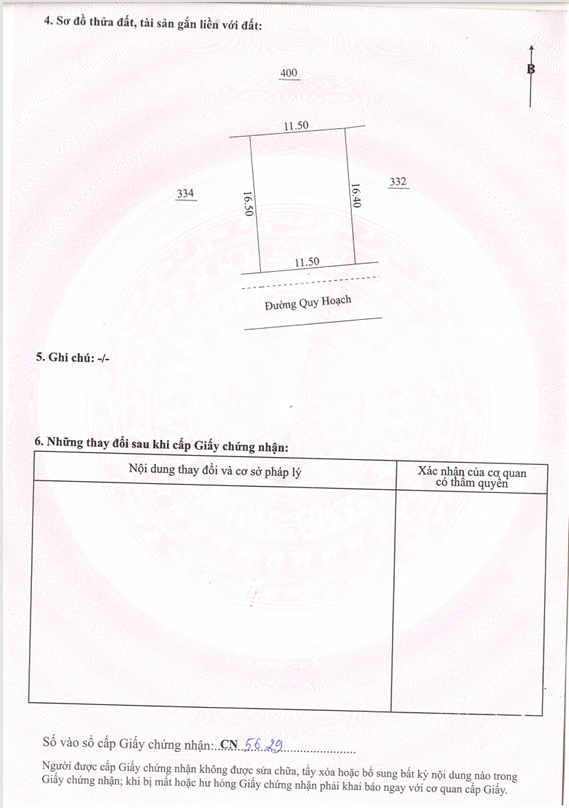 4. Sơ đồ thửa đất, tài sản gắn liền với đất:
B
400
11.50
334
16.50
16.40
332
11.50
Đường Quy Hoạch
5. Ghi chú: -/-
6. Những thay đổi sau khi cấp Giấy chứng nhận:
Nội dung thay đổi và cơ sở pháp lý
Xác nhận của cơ quan
có thẩm quyền
Số vào sổ cấp Giấy chứng nhận:..CN 5629
Người được cấp Giấy chứng nhận không được sửa chữa, tẩy xóa hoặc bổ sung bất kỳ nội dung nào trong
Giấy chứng nhận; khi bị mất hoặc hư hỏng Giấy chứng nhận phải khai báo ngay với cơ quan cấp Giấy.